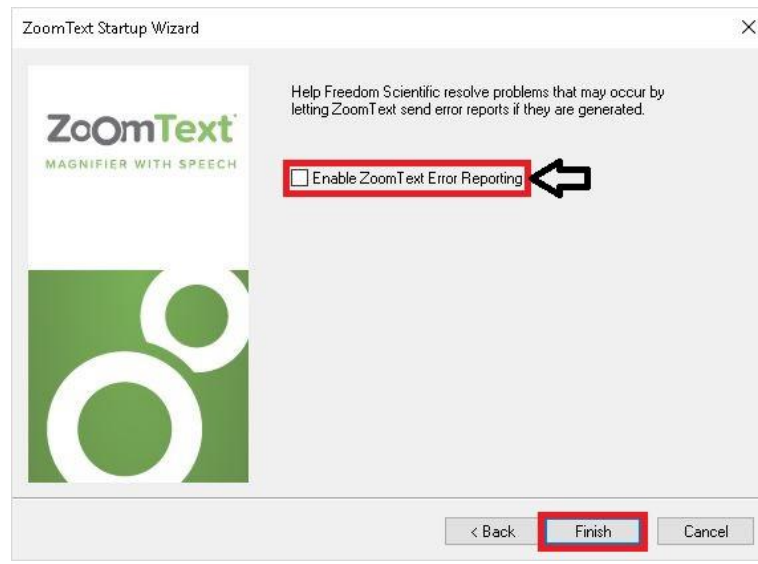 ZoomText Startup Wizard
ZoomText
MAGNIFIER WITH SPEECH
Help Freedom Scientific resolve problems that may occur by
letting ZoomText send error reports if they are generated.
Enable ZoomText Error Reporting
< Back Finish Cancel